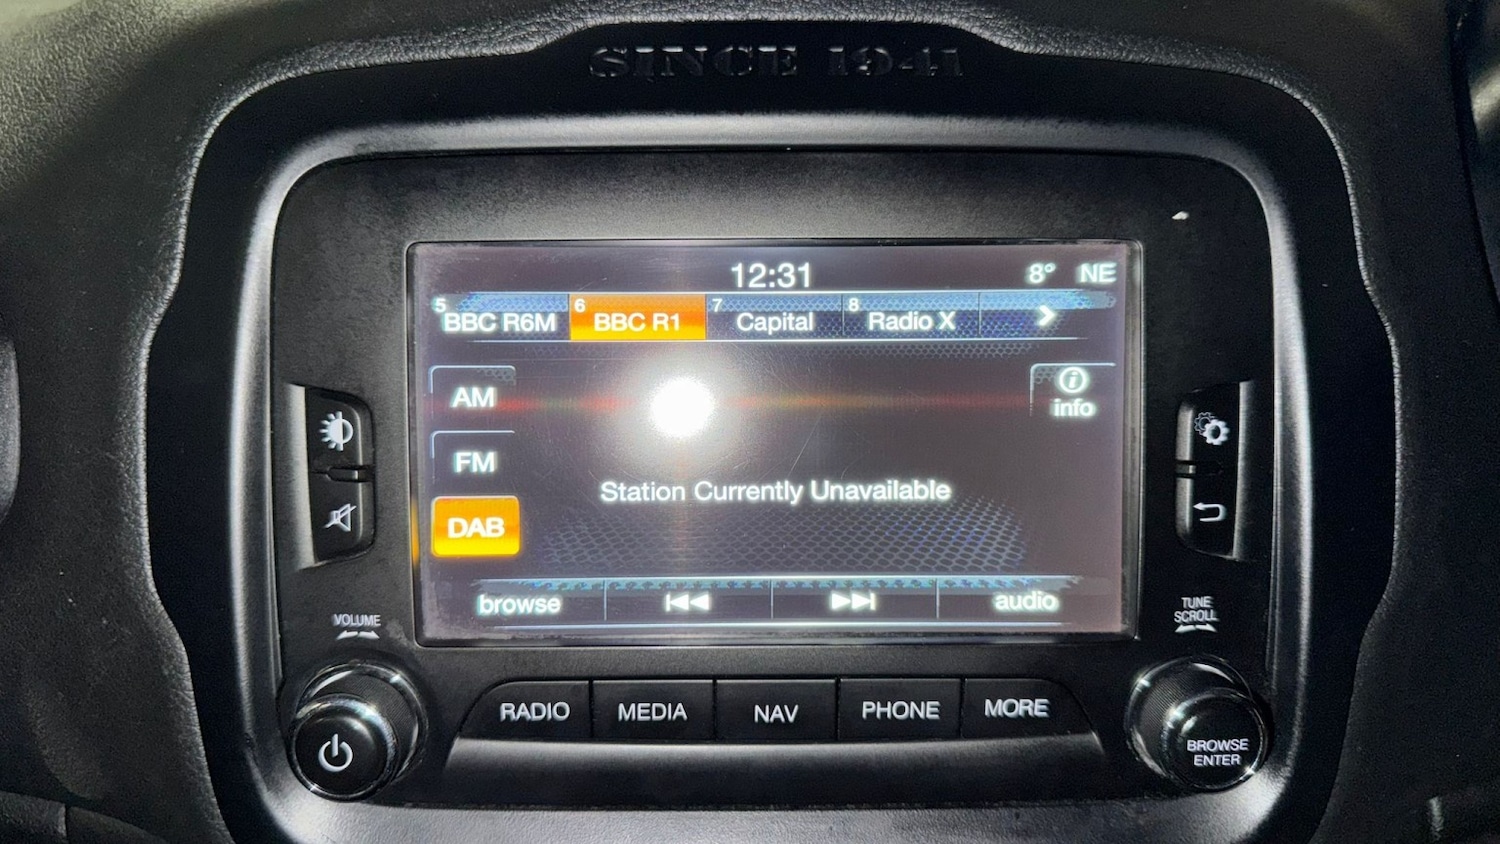 SINCE 1941
12:31 8° NE
5 BBC R6M 6 BBC R1 7 Capital 8 Radio X
AM
info
FM
Station Currently Unavailable
DAB
browse audio
VOLUME
TUNE
SCROLL
RADIO MEDIA NAV PHONE MORE
BROWSE
ENTER